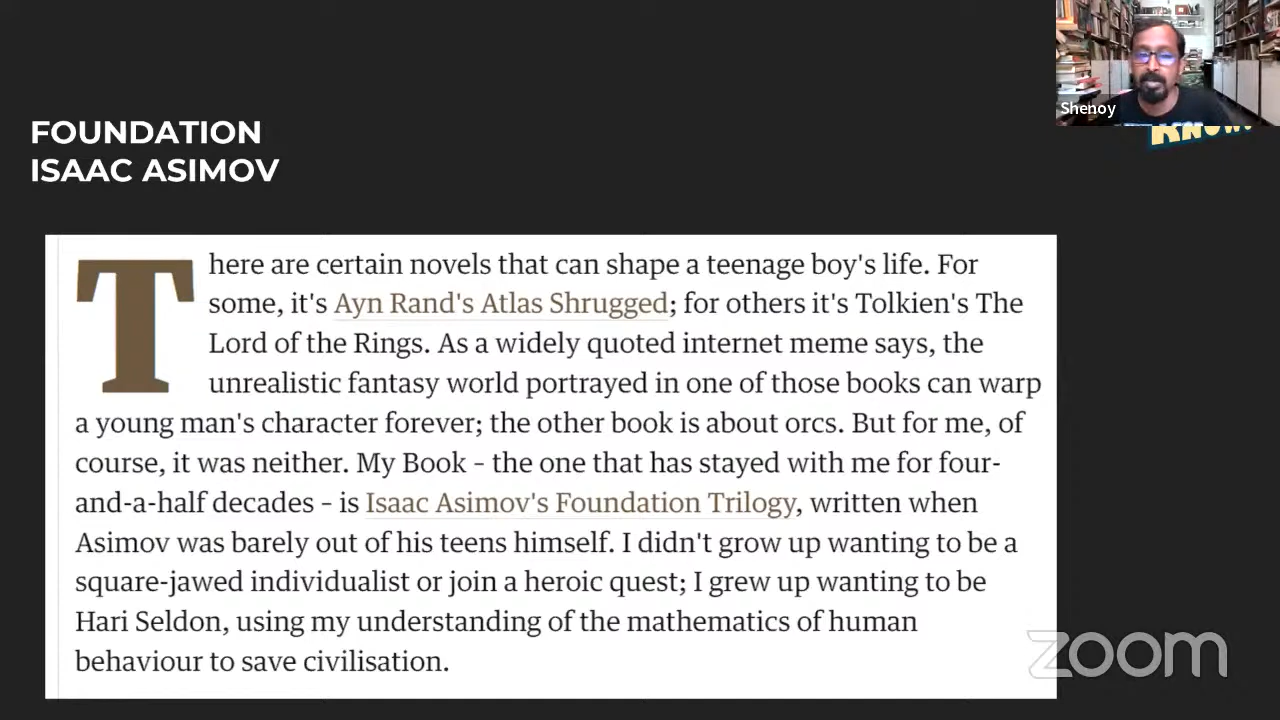 Shenoy
KNOW!
FOUNDATION
ISAAC ASIMOV
There are certain novels that can shape a teenage boy's life. For
some, it's Ayn Rand's Atlas Shrugged; for others it's Tolkien's The
Lord of the Rings. As a widely quoted internet meme says, the
unrealistic fantasy world portrayed in one of those books can warp
a young man's character forever; the other book is about orcs. But for me, of
course, it was neither. My Book – the one that has stayed with me for four-
and-a-half decades – is Isaac Asimov's Foundation Trilogy, written when
Asimov was barely out of his teens himself. I didn't grow up wanting to be a
square-jawed individualist or join a heroic quest; I grew up wanting to be
Hari Seldon, using my understanding of the mathematics of human
behaviour to save civilisation.
zoom